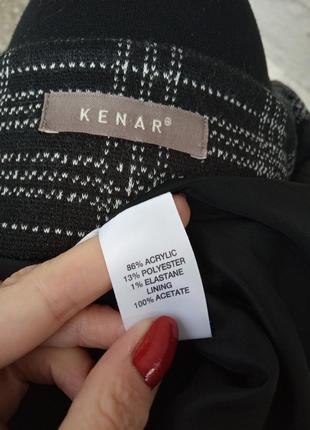 KENAR®
86% ACRYLIC
13% POLYESTER
1% ELASTANE
LINING
100% ACETATE